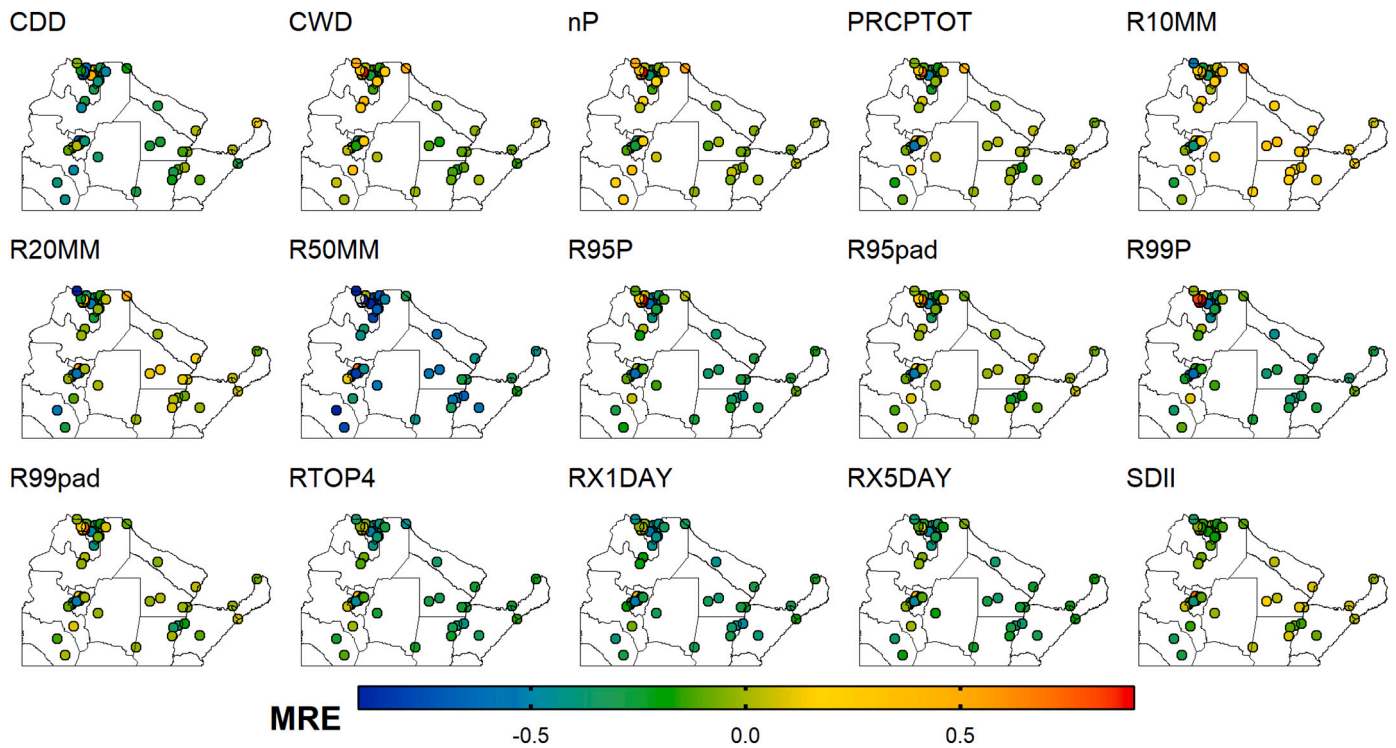 CDD CWD nP PRCPTOT R10MM
R20MM R50MM R95P R95pad R99P
R99pad RTOP4 RX1DAY RX5DAY SDII
MRE
-0.5 0.0 0.5